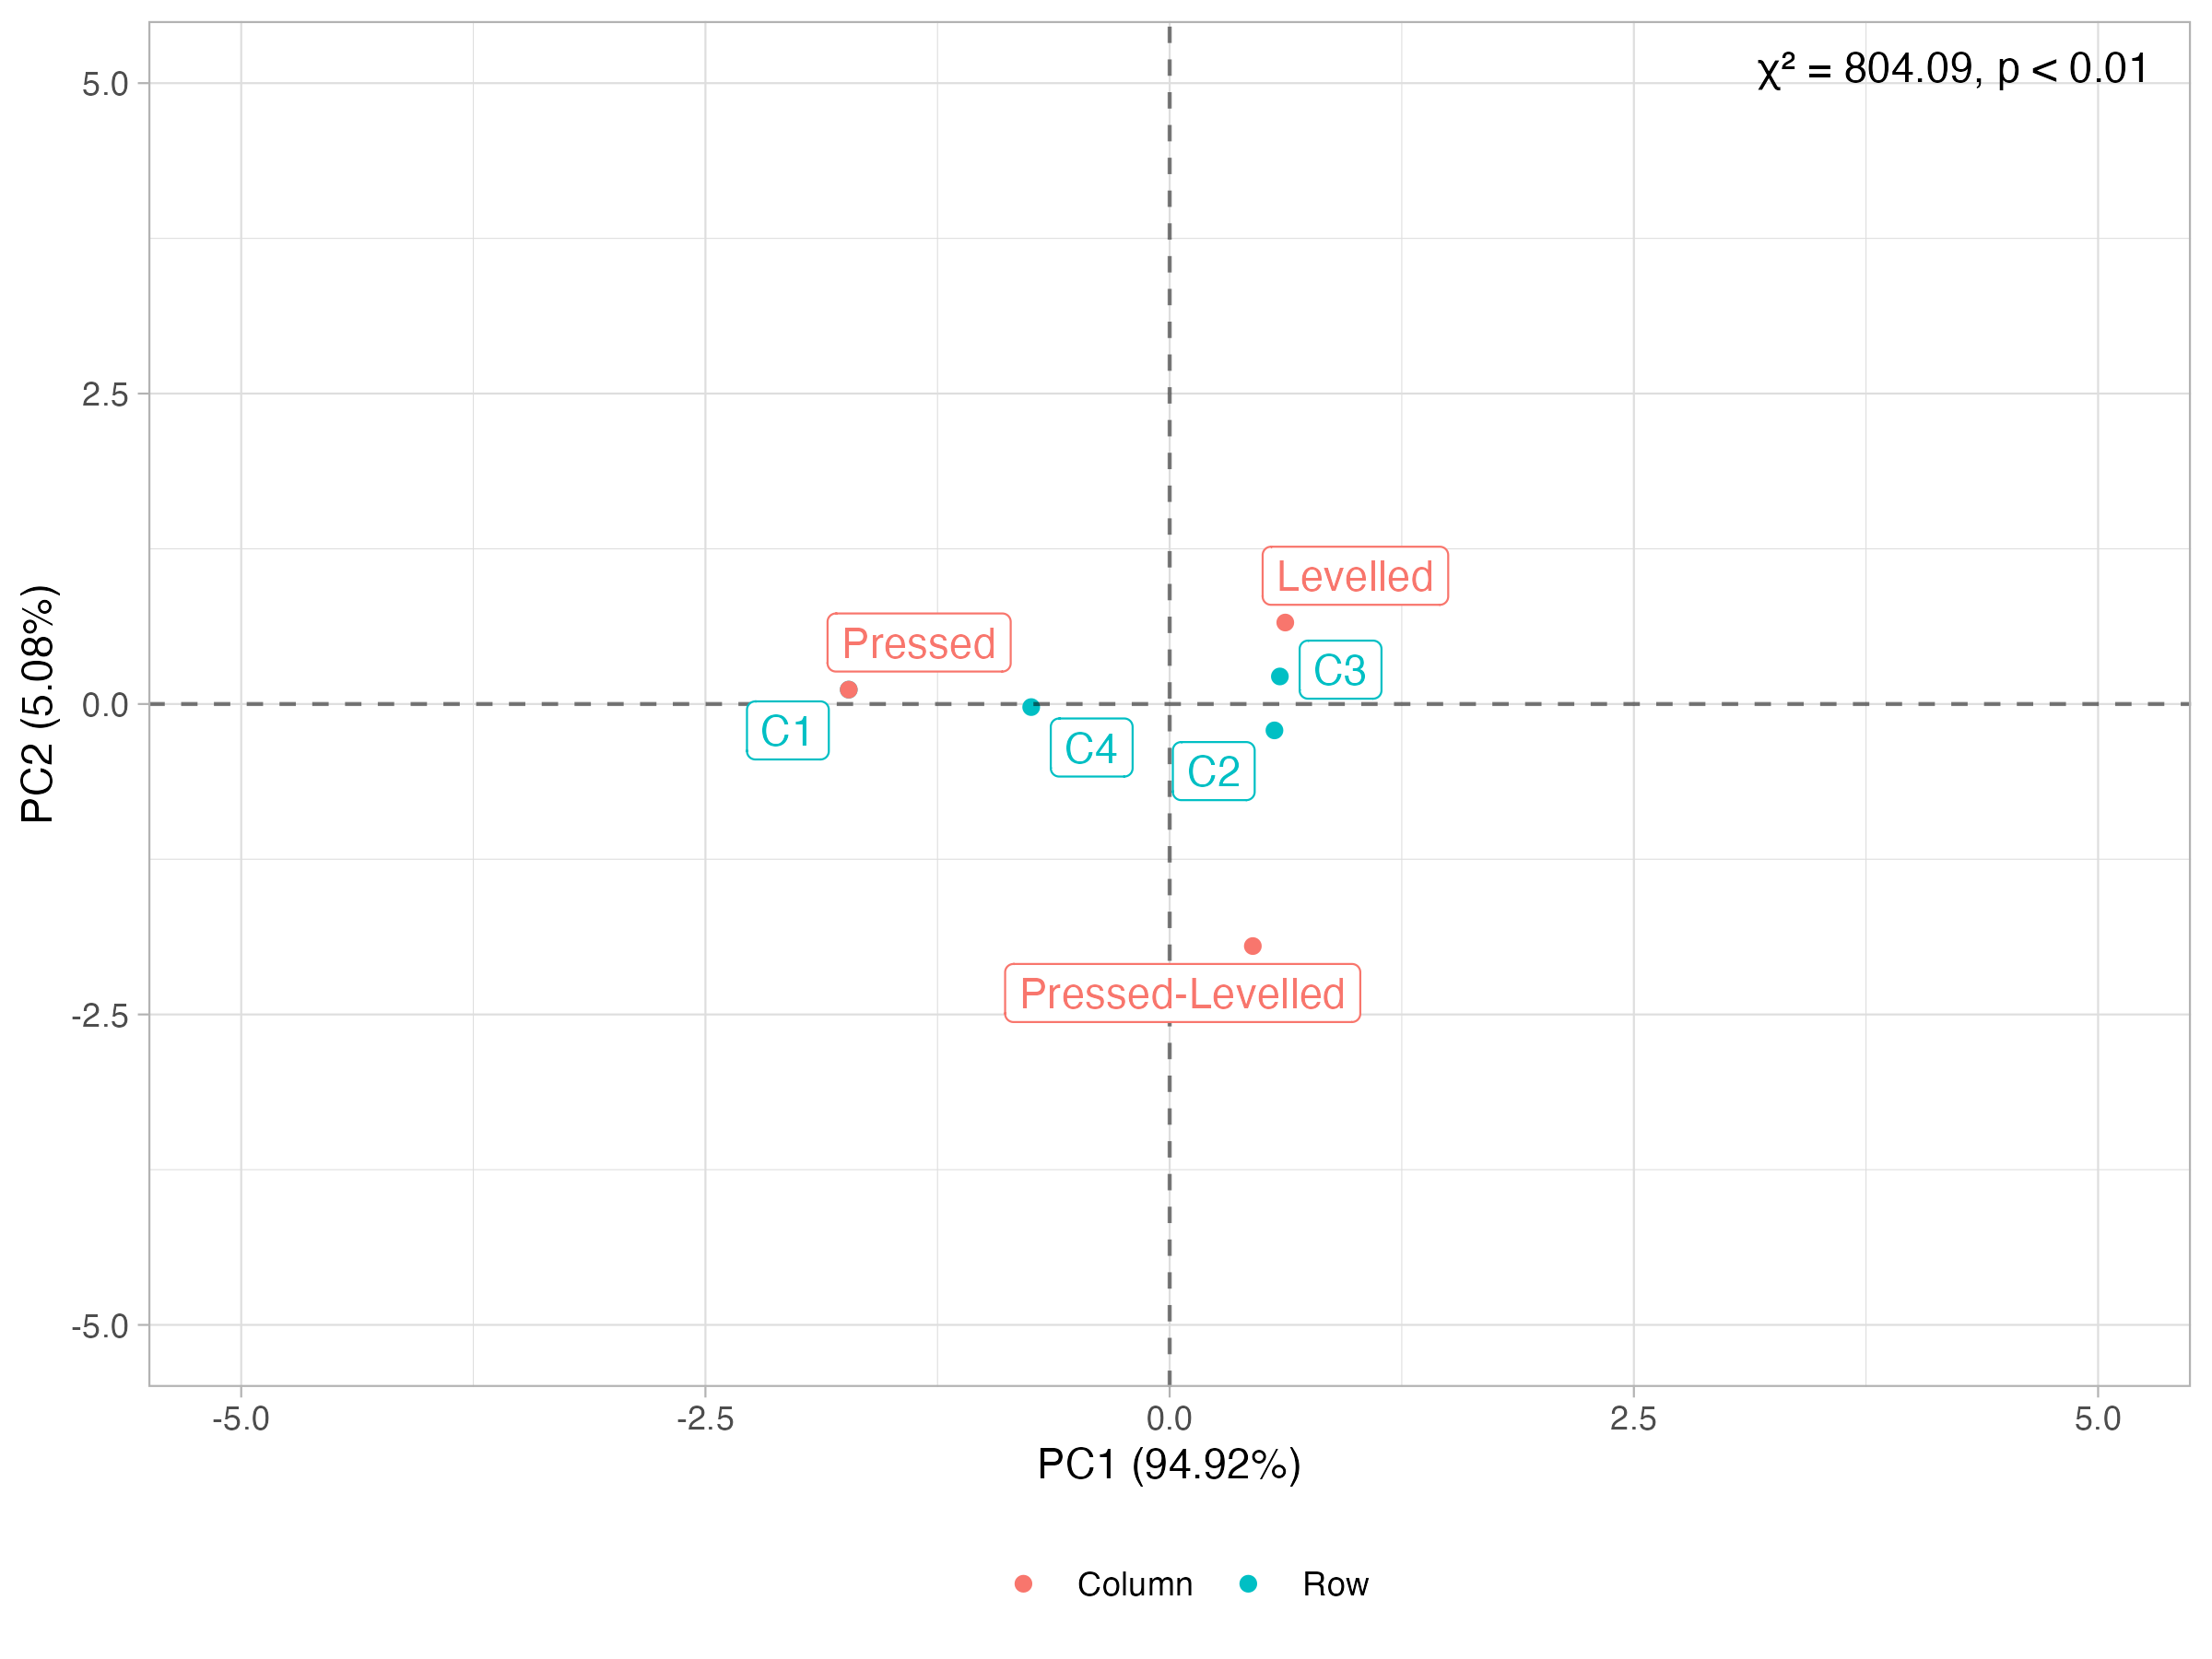 χ² = 804.09, p < 0.01
5.0
2.5
0.0
-2.5
-5.0
PC2 (5.08%)
Levelled
Pressed
C3
C1
C4
C2
Pressed-Levelled
-5.0
-2.5
0.0
2.5
5.0
PC1 (94.92%)
Column
Row